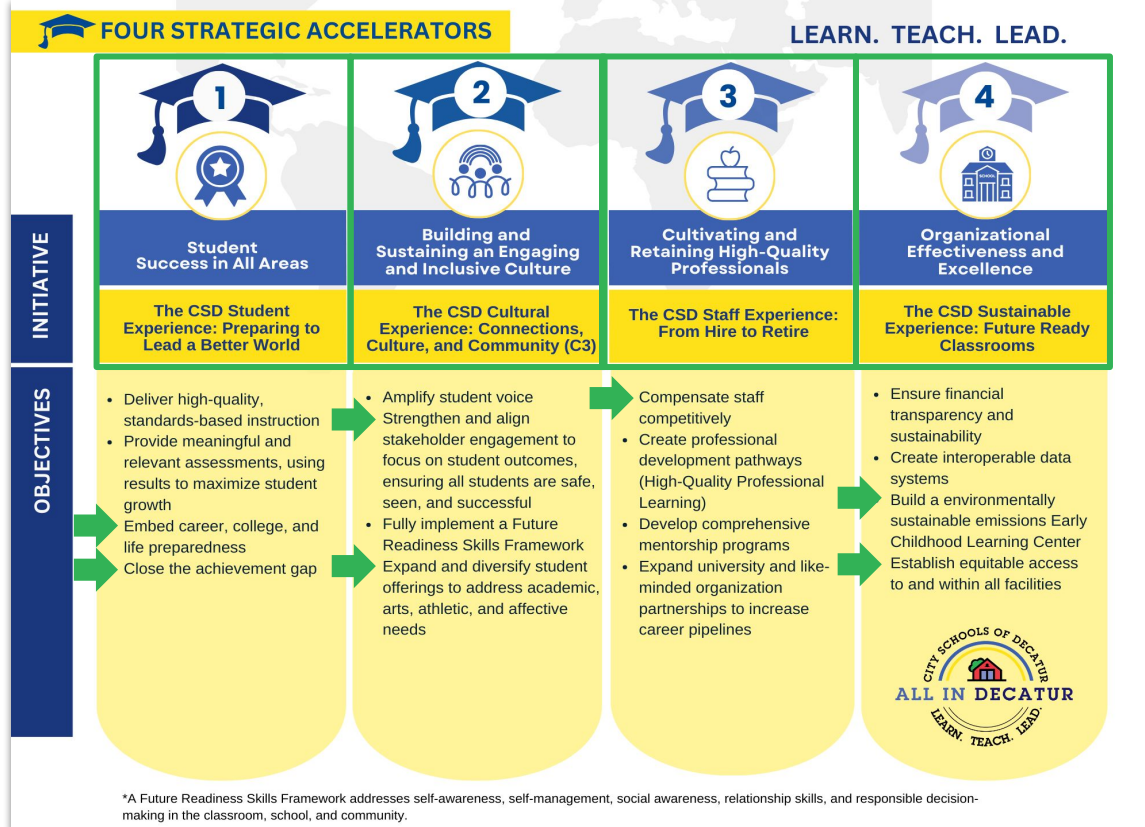 FOUR STRATEGIC ACCELERATORS
LEARN. TEACH. LEAD.
INITIATIVE
OBJECTIVES
1
Student
Success in All Areas
The CSD Student
Experience: Preparing to
Lead a Better World
• Deliver high-quality,
standards-based instruction
• Provide meaningful and
relevant assessments, using
results to maximize student
growth
Embed career, college, and
life preparedness
Close the achievement gap
2
Building and
Sustaining an Engaging
and Inclusive Culture
The CSD Cultural
Experience: Connections,
Culture, and Community (C3)
• Amplify student voice
Strengthen and align
stakeholder engagement to
focus on student outcomes,
ensuring all students are safe,
seen, and successful
• Fully implement a Future
Readiness Skills Framework
Expand and diversify student
offerings to address academic,
arts, athletic, and affective
needs
3
Cultivating and
Retaining High-Quality
Professionals
The CSD Staff Experience:
From Hire to Retire
Compensate staff
competitively
• Create professional
development pathways
(High-Quality Professional
Learning)
• Develop comprehensive
mentorship programs
• Expand university and like-
minded organization
partnerships to increase
career pipelines
4
SCHOOL
Organizational
Effectiveness and
Excellence
The CSD Sustainable
Experience: Future Ready
Classrooms
• Ensure financial
transparency and
sustainability
• Create interoperable data
systems
Build a environmentally
sustainable emissions Early
Childhood Learning Center
Establish equitable access
to and within all facilities
CITY SCHOOLS OF DECATUR
ALL IN DECATUR
LEARN. TEACH. LEAD.
*A Future Readiness Skills Framework addresses self-awareness, self-management, social awareness, relationship skills, and responsible decision-
making in the classroom, school, and community.